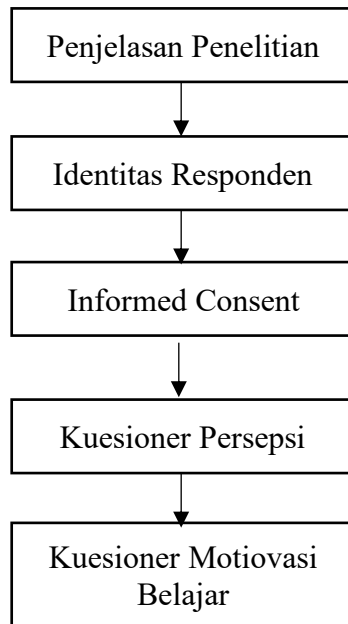 Penjelasan Penelitian
Identitas Responden
Informed Consent
Kuesioner Persepsi
Kuesioner Motiovasi
Belajar